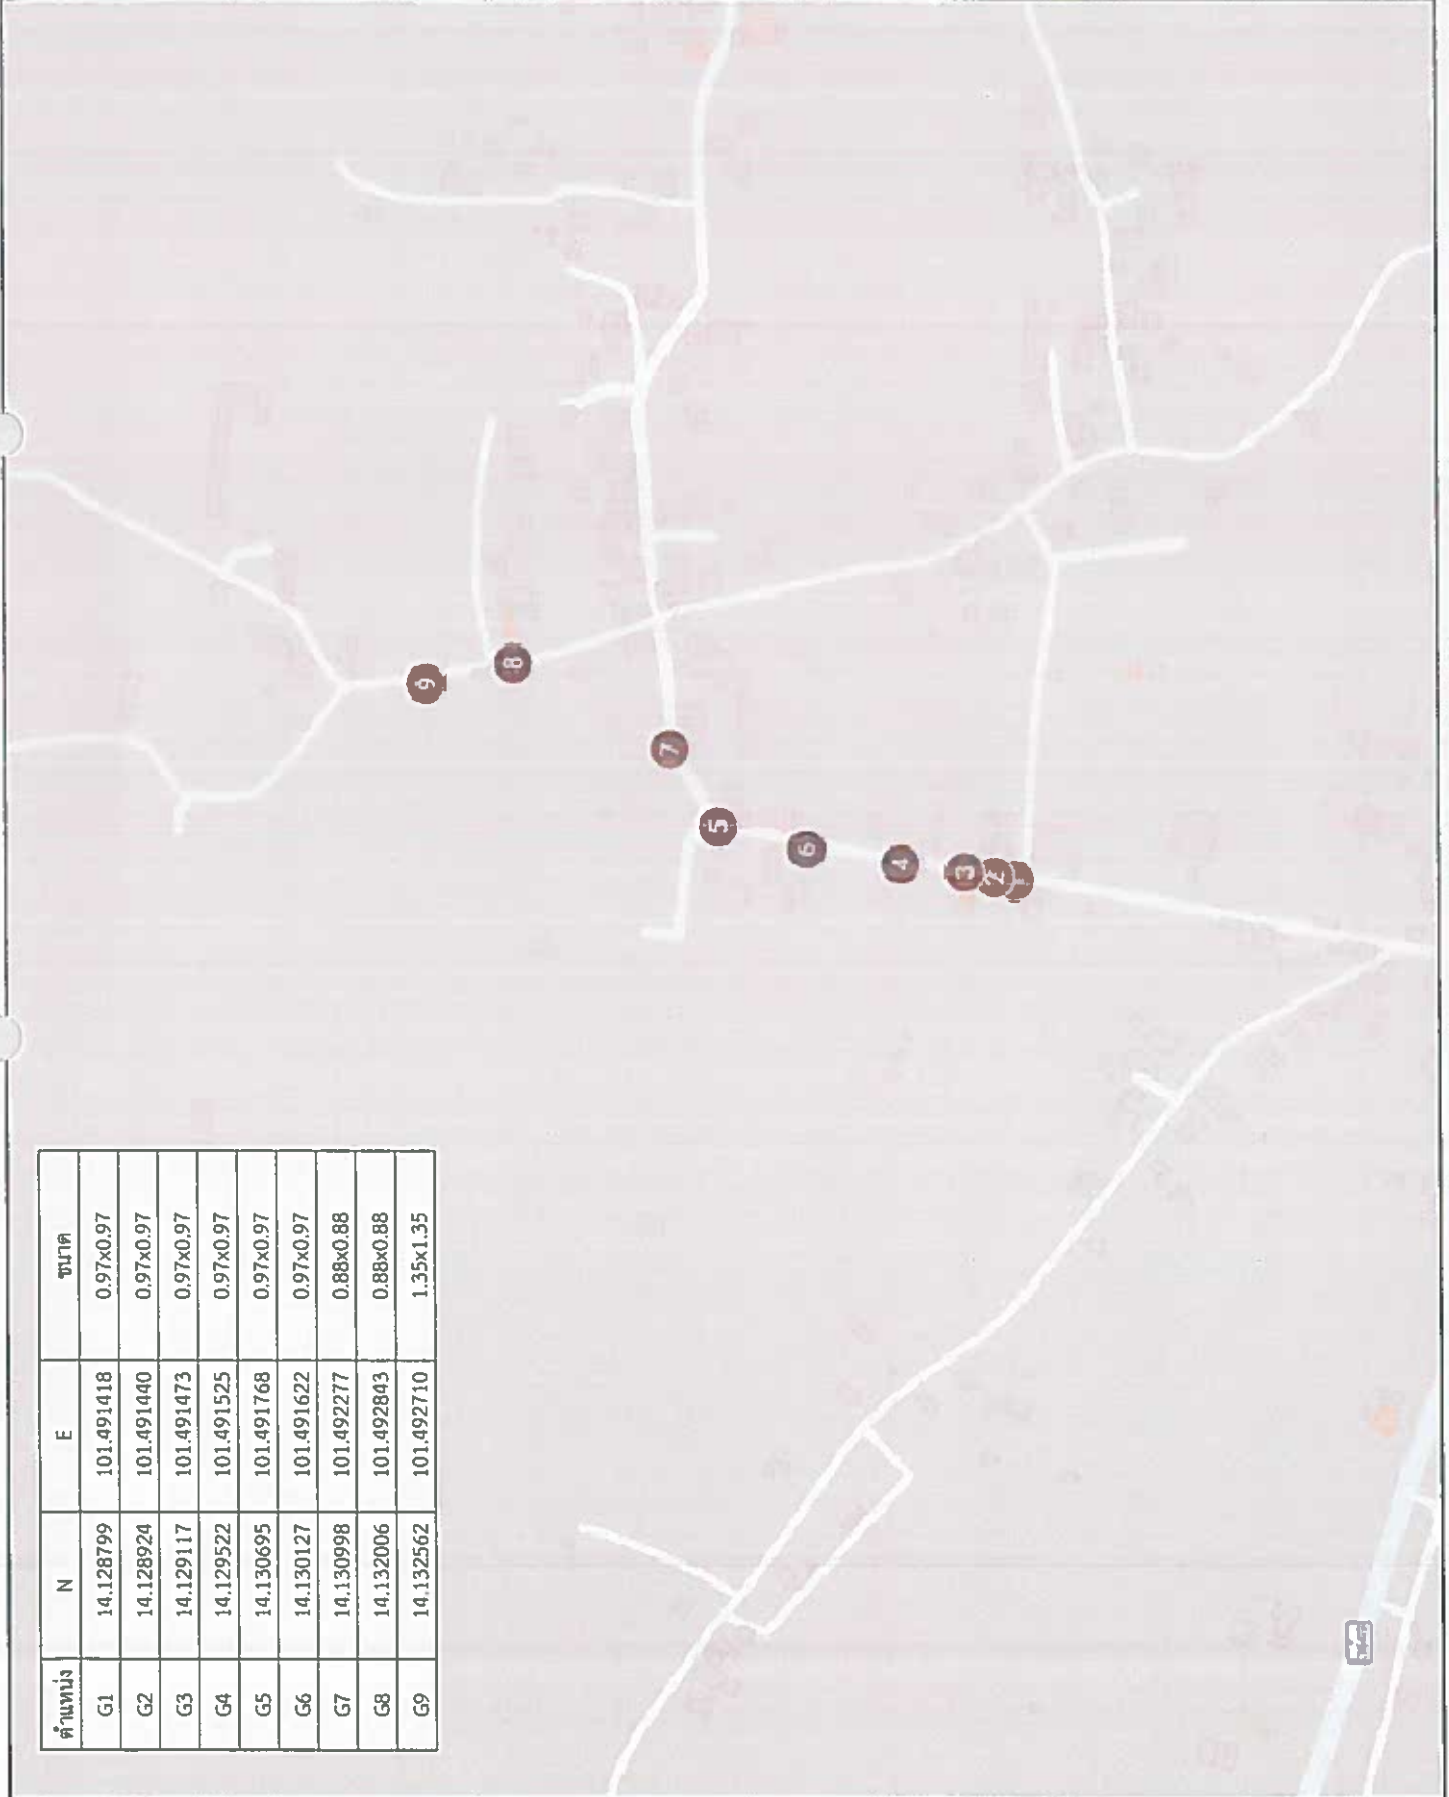 ตำแหน่ง N E ขนาด
G1 14.128799 101.491418 0.97x0.97
G2 14.128924 101.491440 0.97x0.97
G3 14.129117 101.491473 0.97x0.97
G4 14.129522 101.491525 0.97x0.97
G5 14.130695 101.491768 0.97x0.97
G6 14.130127 101.491622 0.97x0.97
G7 14.130998 101.492277 0.88x0.88
G8 14.132006 101.492843 0.88x0.88
G9 14.132562 101.492710 1.35x1.35
9
8
7
5
6
4
3
2
1